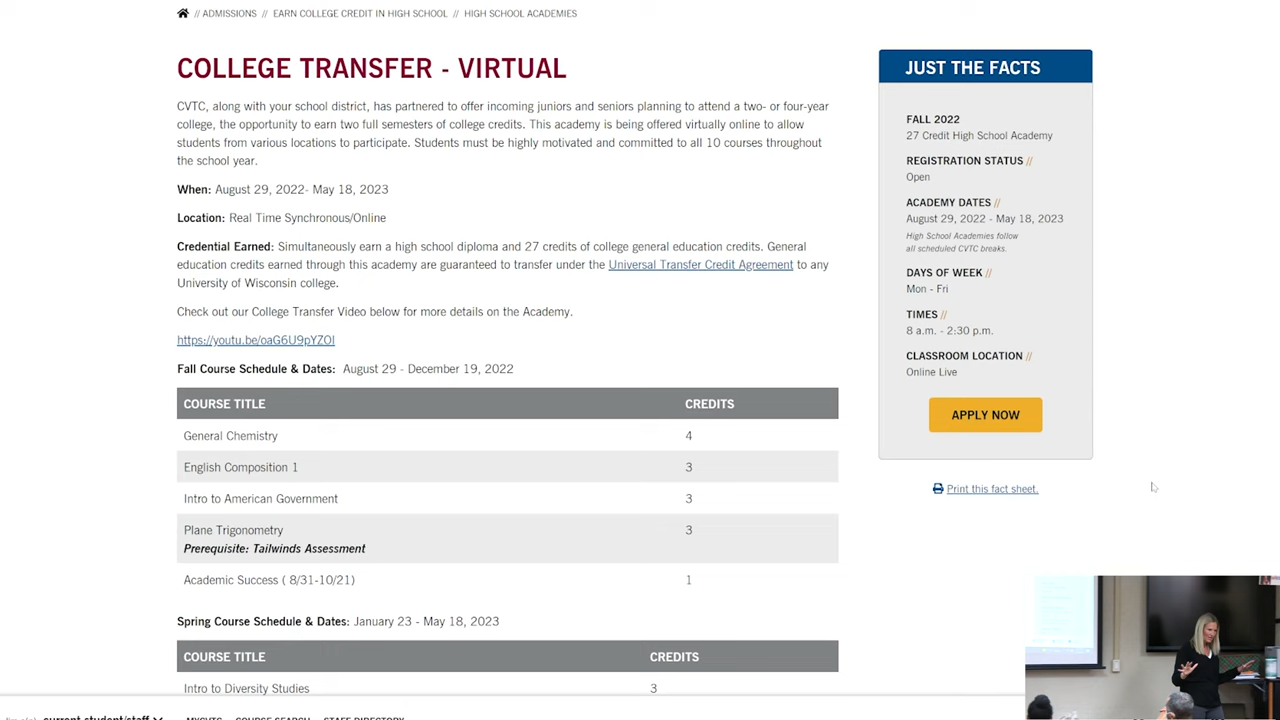 // ADMISSIONS // EARN COLLEGE CREDIT IN HIGH SCHOOL // HIGH SCHOOL ACADEMIES
COLLEGE TRANSFER - VIRTUAL
CVTC, along with your school district, has partnered to offer incoming juniors and seniors planning to attend a two- or four-year
college, the opportunity to earn two full semesters of college credits. This academy is being offered virtually online to allow
students from various locations to participate. Students must be highly motivated and committed to all 10 courses throughout
the school year.
When: August 29, 2022- May 18, 2023
Location: Real Time Synchronous/Online
Credential Earned: Simultaneously earn a high school diploma and 27 credits of college general education credits. General
education credits earned through this academy are guaranteed to transfer under the Universal Transfer Credit Agreement to any
University of Wisconsin college.
Check out our College Transfer Video below for more details on the Academy.
https://youtu.be/oaG6U9pYZOI
Fall Course Schedule & Dates: August 29 - December 19, 2022
COURSE TITLE CREDITS
General Chemistry 4
English Composition 1 3
Intro to American Government 3
Plane Trigonometry 3
Prerequisite: Tailwinds Assessment
Academic Success ( 8/31-10/21) 1
Spring Course Schedule & Dates: January 23 - May 18, 2023
COURSE TITLE CREDITS
Intro to Diversity Studies 3
JUST THE FACTS
FALL 2022
27 Credit High School Academy
REGISTRATION STATUS //
Open
ACADEMY DATES //
August 29, 2022 - May 18, 2023
High School Academies follow
all scheduled CVTC breaks.
DAYS OF WEEK //
Mon - Fri
TIMES //
8 a.m. - 2:30 p.m.
CLASSROOM LOCATION //
Online Live
APPLY NOW
Print this fact sheet.
current student/staff MYCVTC COURSE SEARCH STAFF DIRECTORY